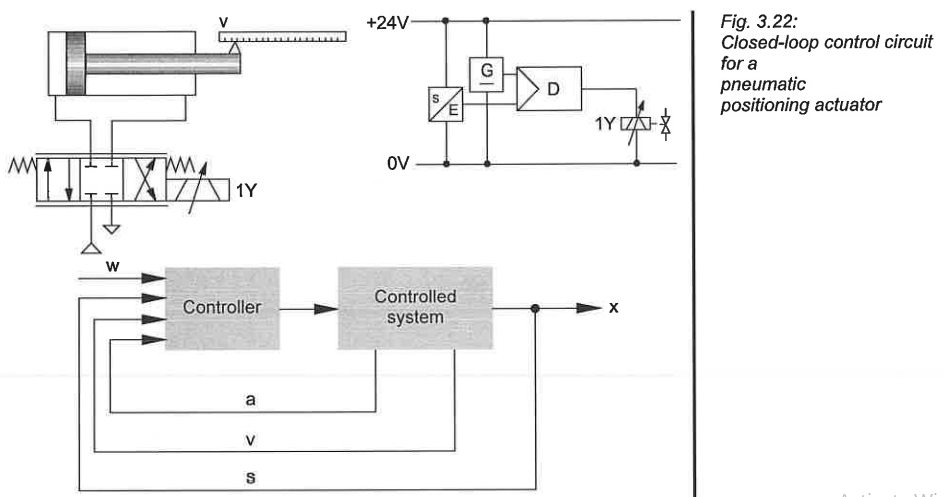 V
1Y
+24V
G
S
E
D
1Y
0V
Fig. 3.22:
Closed-loop control circuit
for a
pneumatic
positioning actuator
w
Controller
Controlled
system
x
a
v
s